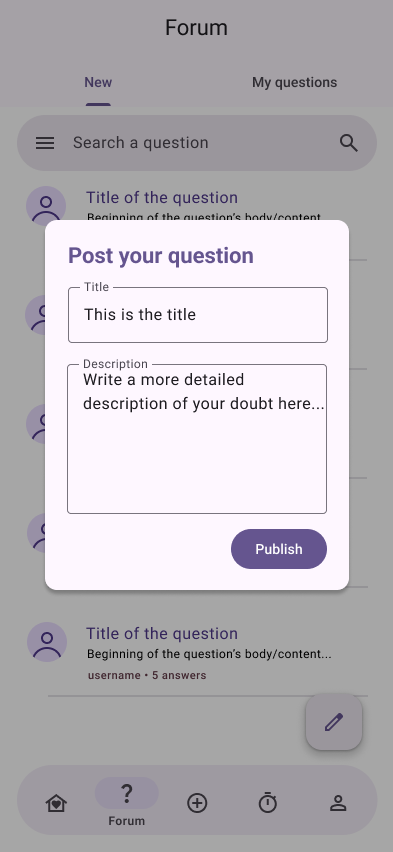 Forum
New
My questions
Search a question
Title of the question
Beginning of the question's body/content...
Post your question
Title
This is the title
Description
Write a more detailed
description of your doubt here...
Publish
Title of the question
Beginning of the question's body/content...
username • 5 answers
?
Forum